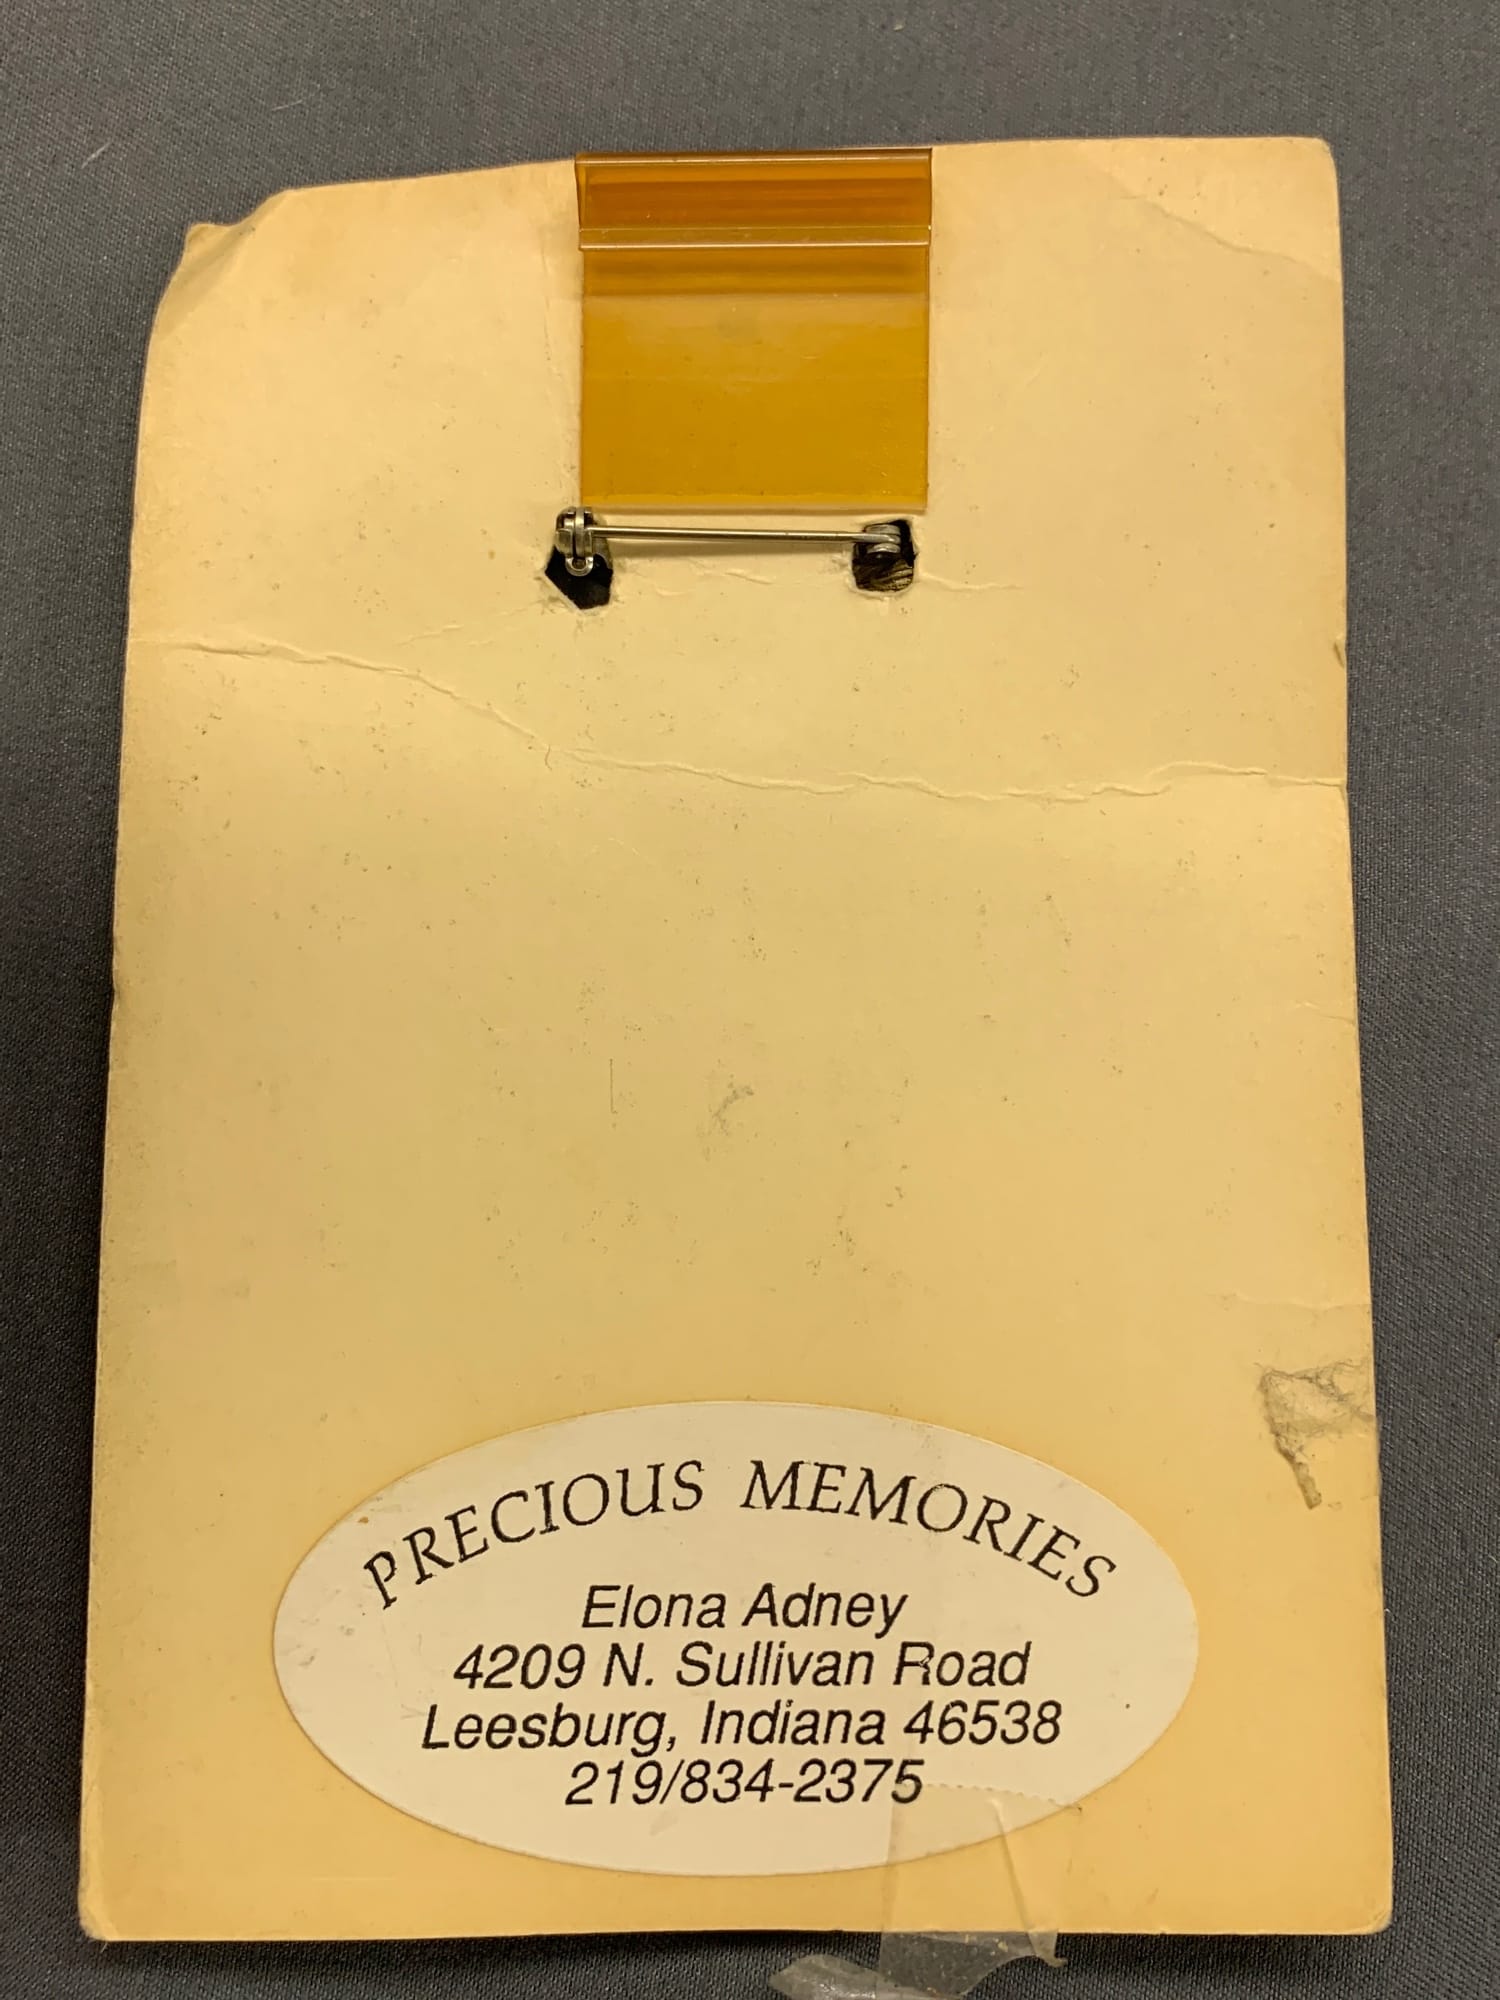 PRECIOUS MEMORIES
Elona Adney
4209 N. Sullivan Road
Leesburg, Indiana 46538
219/834-2375